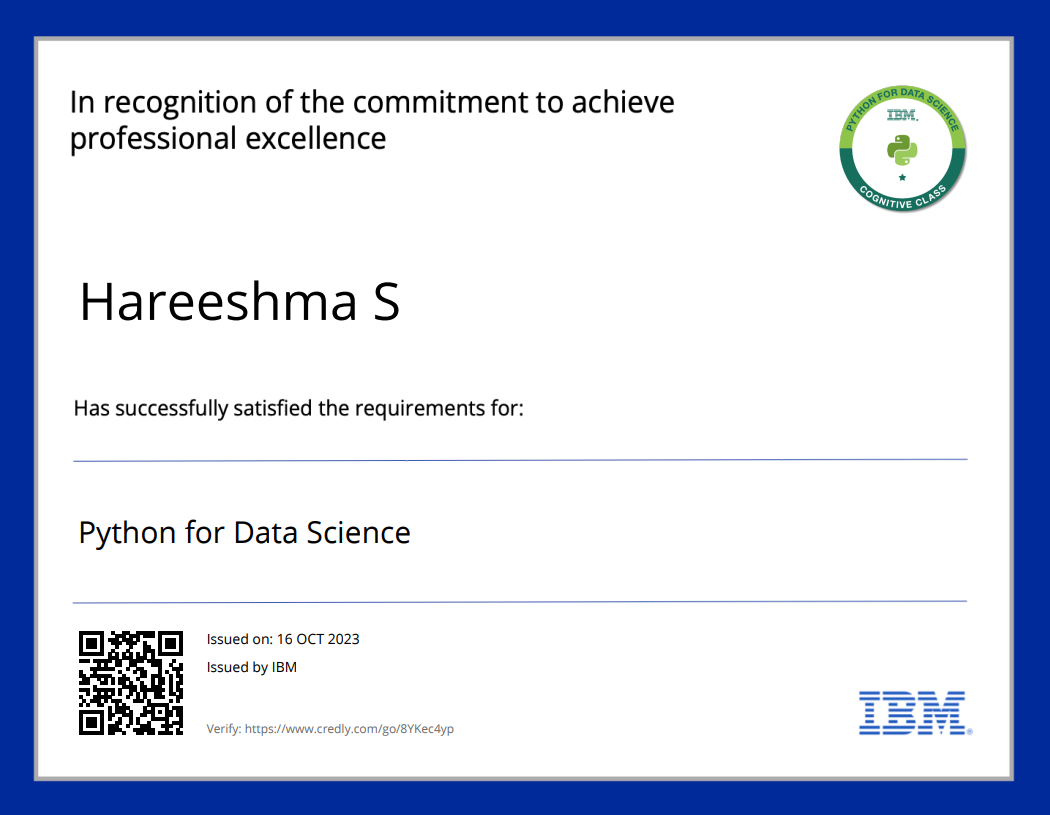 In recognition of the commitment to achieve
professional excellence
PYTHON FOR DATA SCIENCE
IBM.
COGNITIVE CLASS
Hareeshma S
Has successfully satisfied the requirements for:
Python for Data Science
Issued on: 16 OCT 2023
Issued by IBM
Verify: https://www.credly.com/go/8YKec4yp
IBM®